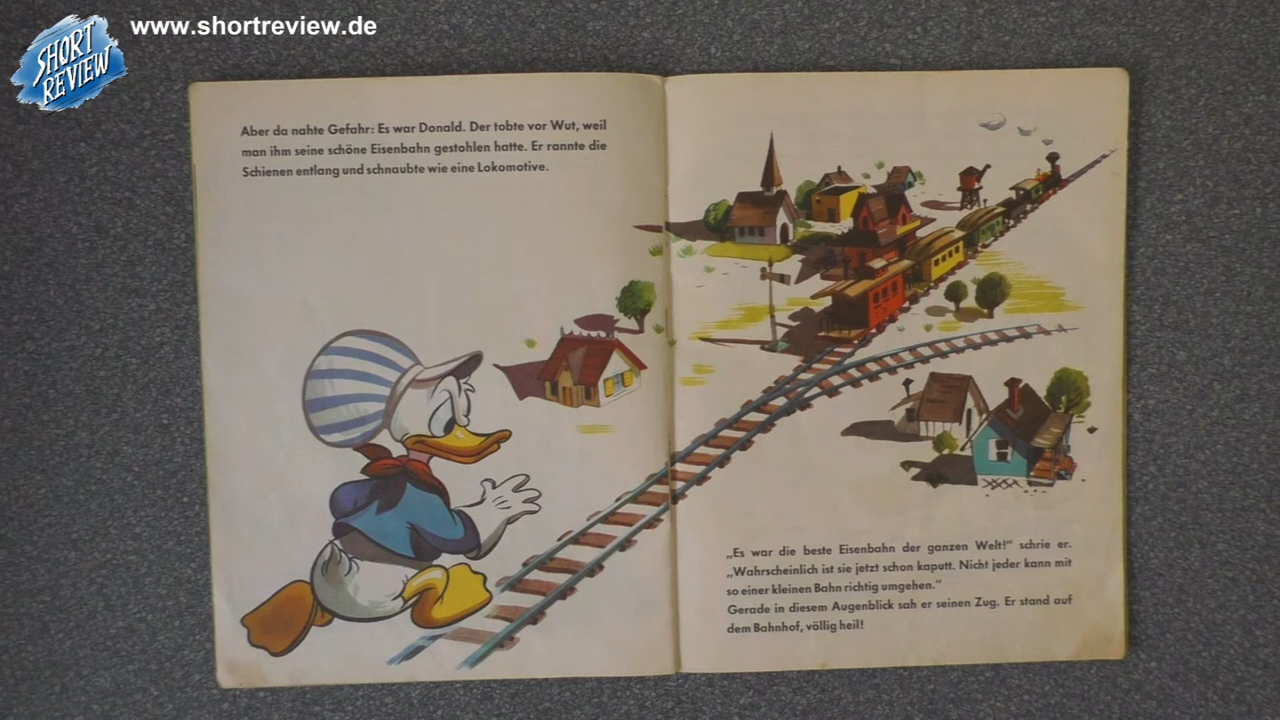 SHORT
REVIEW
www.shortreview.de
Aber da nahte Gefahr: Es war Donald. Der tobte vor Wut, weil
man ihm seine schöne Eisenbahn gestohlen hatte. Er rannte die
Schienen entlang und schnaubte wie eine Lokomotive.
„Es war die beste Eisenbahn der ganzen Welt!" schrie er.
„Wahrscheinlich ist sie jetzt schon kaputt. Nicht jeder kann mit
so einer kleinen Bahn richtig umgehen."
Gerade in diesem Augenblick sah er seinen Zug. Er stand auf
dem Bahnhof, völlig heil!